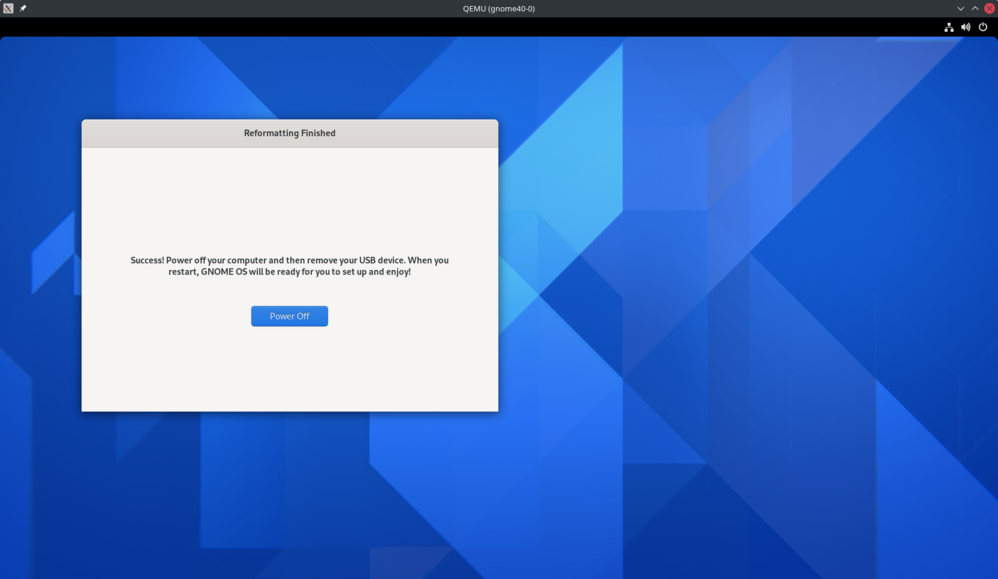 QEMU (gnome40-0)
Reformatting Finished
Success! Power off your computer and then remove your USB device. When you
restart, GNOME OS will be ready for you to set up and enjoy!
Power Off